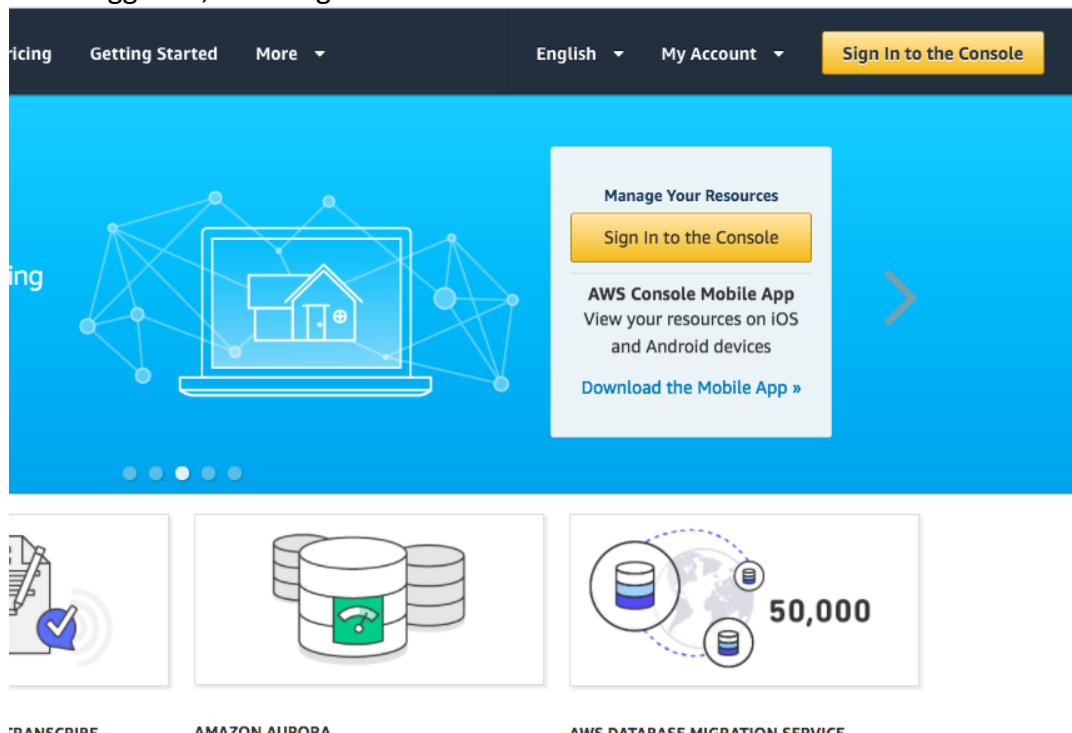 ricing Getting Started More English My Account Sign In to the Console
Manage Your Resources
Sign In to the Console
ing
AWS Console Mobile App
View your resources on iOS
and Android devices
Download the Mobile App »
50,000
TRANSCRIBE AMAZON AURORA AWS DATABASE MIGRATION SERVICE